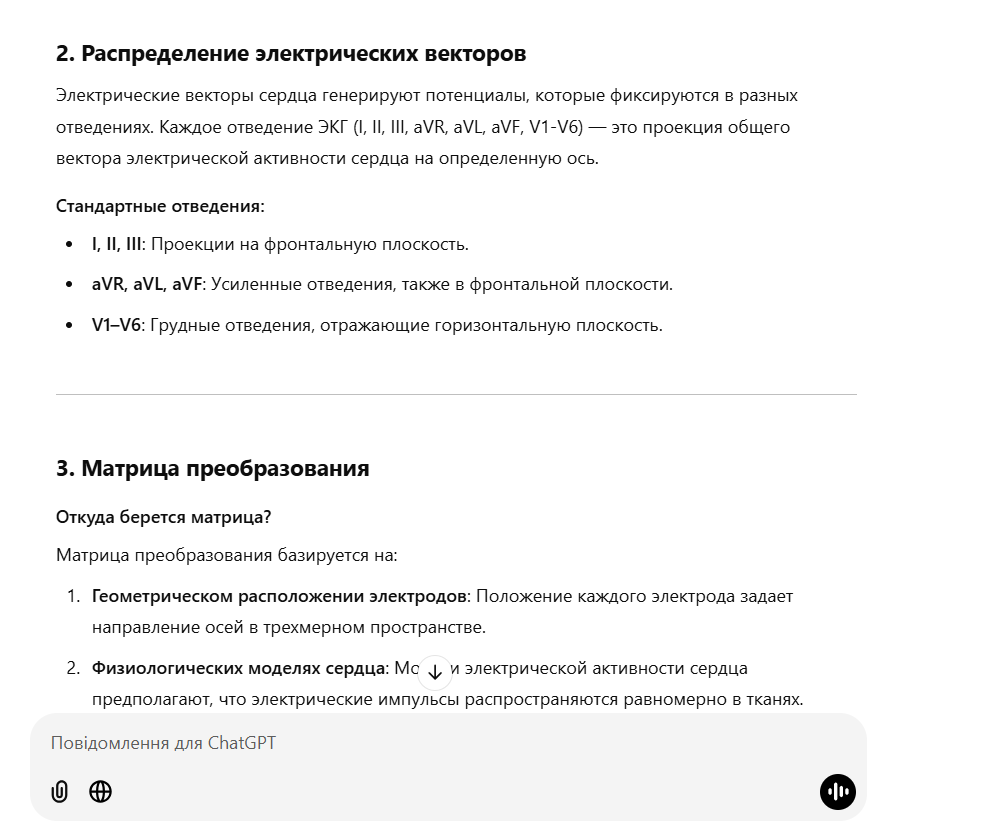 2. Распределение электрических векторов
Электрические векторы сердца генерируют потенциалы, которые фиксируются в разных
отведениях. Каждое отведение ЭКГ (I, II, III, aVR, aVL, aVF, V1-V6) — это проекция общего
вектора электрической активности сердца на определенную ось.
Стандартные отведения:
• I, II, III: Проекции на фронтальную плоскость.
• aVR, aVL, aVF: Усиленные отведения, также в фронтальной плоскости.
• V1–V6: Грудные отведения, отражающие горизонтальную плоскость.
3. Матрица преобразования
Откуда берется матрица?
Матрица преобразования базируется на:
1. Геометрическом расположении электродов: Положение каждого электрода задает
направление осей в трехмерном пространстве.
2. Физиологических моделях сердца: электрической активности сердца
предполагают, что электрические импульсы распространяются равномерно в тканях.
Повідомлення для ChatGPT